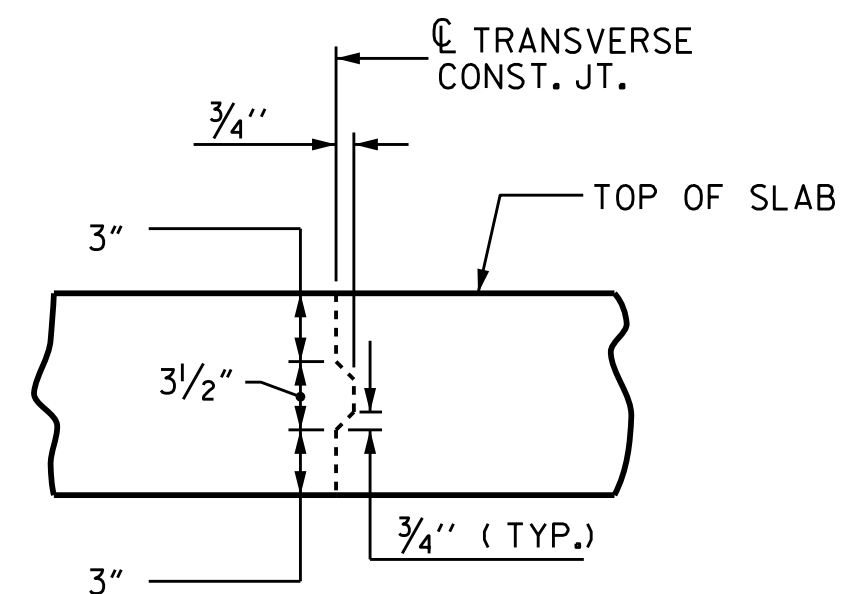 ℄ TRANSVERSE
CONST. JT.
3/4"
TOP OF SLAB
3"
3 1/2"
3/4" (TYP.)
3"